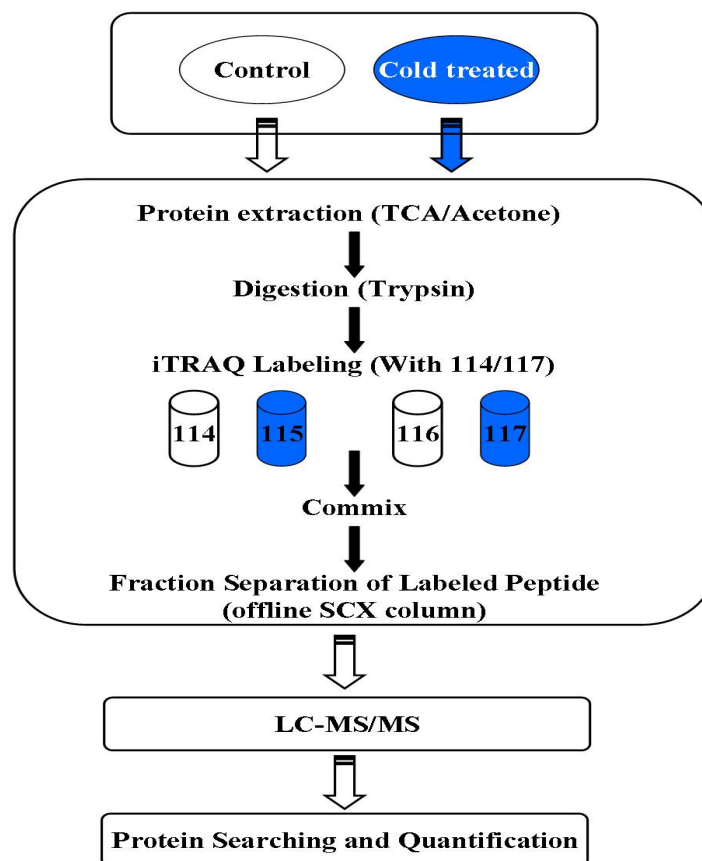 Control Cold treated
Protein extraction (TCA/Acetone)
Digestion (Trypsin)
iTRAQ Labeling (With 114/117)
114 115 116 117
Commix
Fraction Separation of Labeled Peptide
(offline SCX column)
LC-MS/MS
Protein Searching and Quantification